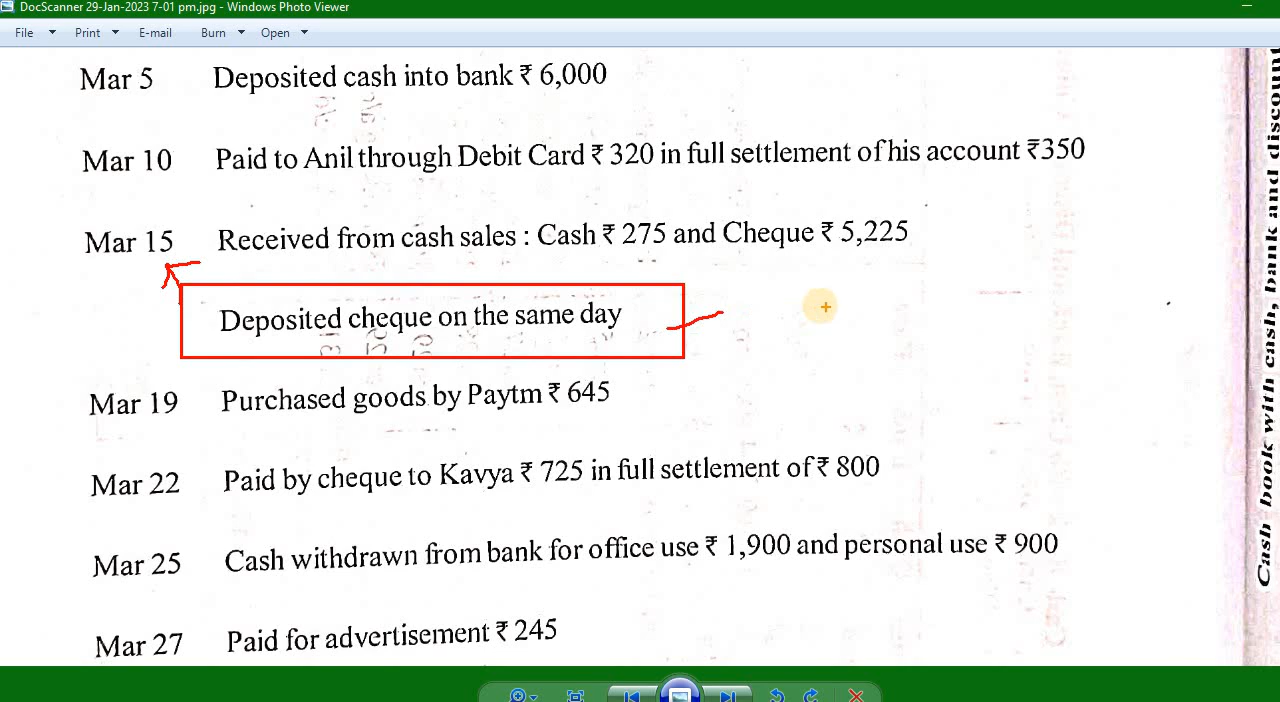 DocScanner 29-Jan-2023 7-01 pm.jpg - Windows Photo Viewer
File Print E-mail Burn Open
Mar 5 Deposited cash into bank ₹ 6,000
Mar 10 Paid to Anil through Debit Card ₹ 320 in full settlement of his account ₹350
Mar 15 Received from cash sales : Cash ₹ 275 and Cheque ₹ 5,225
Deposited cheque on the same day
Mar 19 Purchased goods by Paytm ₹ 645
Mar 22 Paid by cheque to Kavya ₹ 725 in full settlement of ₹ 800
Mar 25 Cash withdrawn from bank for office use ₹ 1,900 and personal use ₹ 900
Mar 27 Paid for advertisement ₹ 245
Cash book with cash, bank and discount